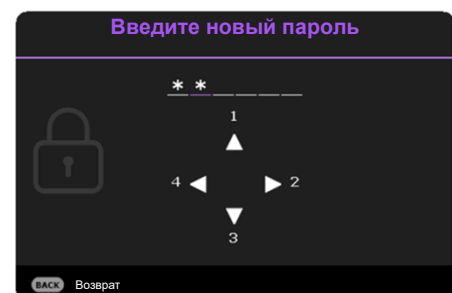 Введите новый пароль
* * _ _ _ _
1
4 2
3
BACK Возврат